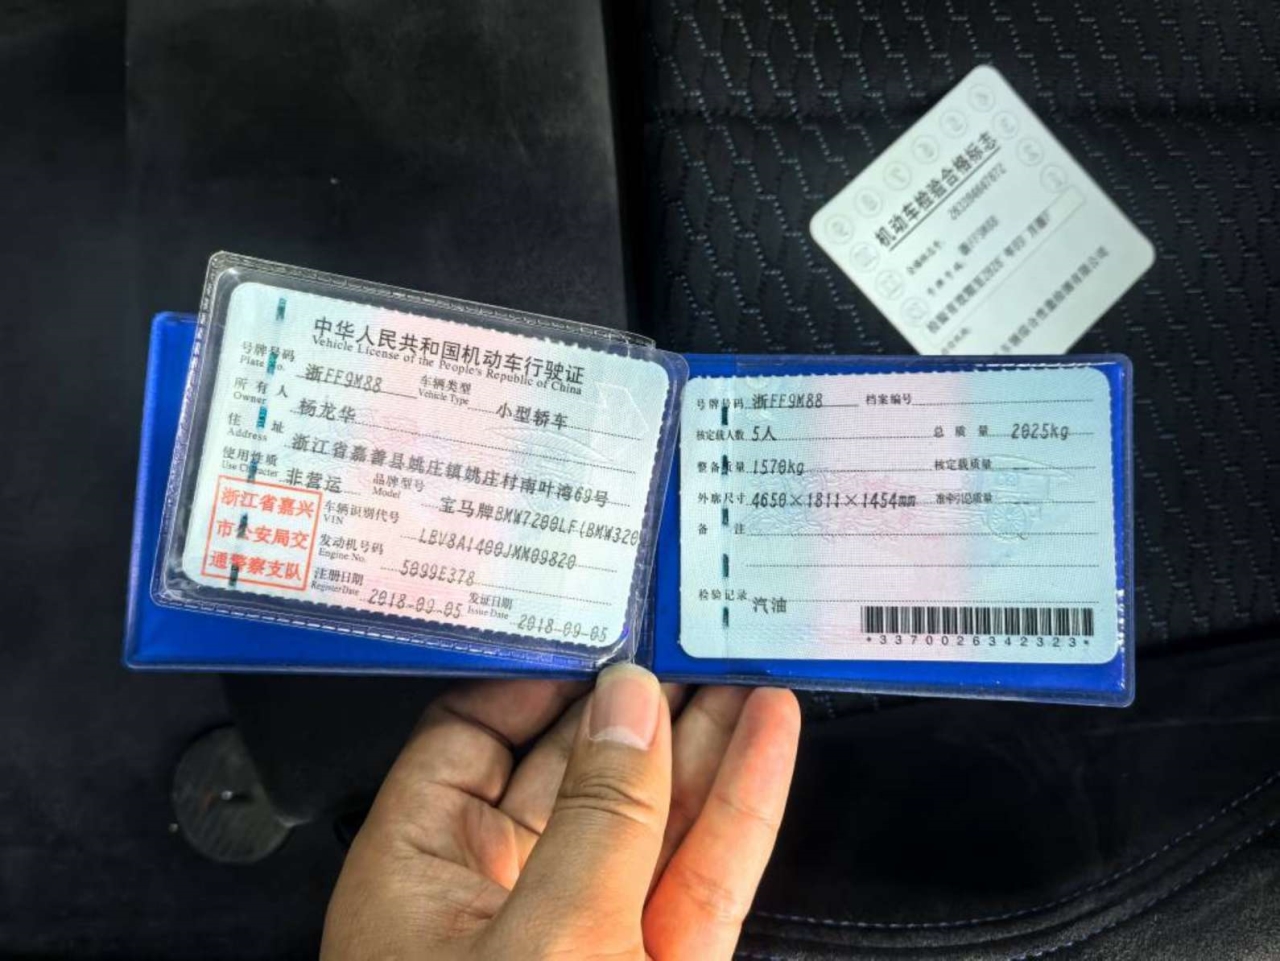 中华人民共和国机动车行驶证
Vehicle License of the People's Republic of China
号牌号码 浙FF9M88 车辆类型 小型轿车
Plate No. Vehicle Type
所有人 杨龙华
Owner
住址 浙江省嘉善县姚庄镇姚庄村南叶湾69号
Address
使用性质 非营运 品牌型号 宝马牌BMW7200LF(BMW320
Use Character Model
浙江省嘉兴
市公安局交
通警察支队
车辆识别代号 LBV8A1400JMM09820
VIN
发动机号码 5099E378
Engine No.
注册日期 2018-09-05 发证日期 2018-09-05
Register Date Issue Date
号牌号码 浙FF9M88 档案编号
核定载人数 5人 总质量 2025kg
整备质量 1570kg 核定载质量
外廓尺寸 4650×1811×1454mm 准牵引总质量
备注
检验记录 汽油
*3370026342323*
机动车检验合格标志